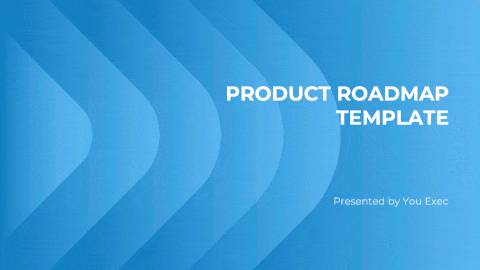 PRODUCT ROADMAP
TEMPLATE
Presented by You Exec